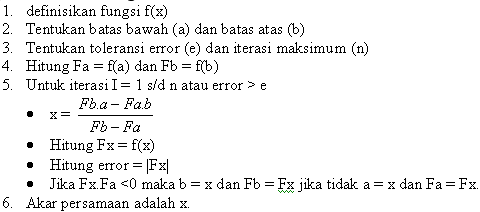 1. definisikan fungsi f(x)
2. Tentukan batas bawah (a) dan batas atas (b)
3. Tentukan toleransi error (e) dan iterasi maksimum (n)
4. Hitung Fa = f(a) dan Fb = f(b)
5. Untuk iterasi I = 1 s/d n atau error > e
• x = Fb.a – Fa.b
Fb – Fa
• Hitung Fx = f(x)
• Hitung error = |Fx|
• Jika Fx.Fa <0 maka b = x dan Fb = Fx jika tidak a = x dan Fa = Fx.
6. Akar persamaan adalah x.